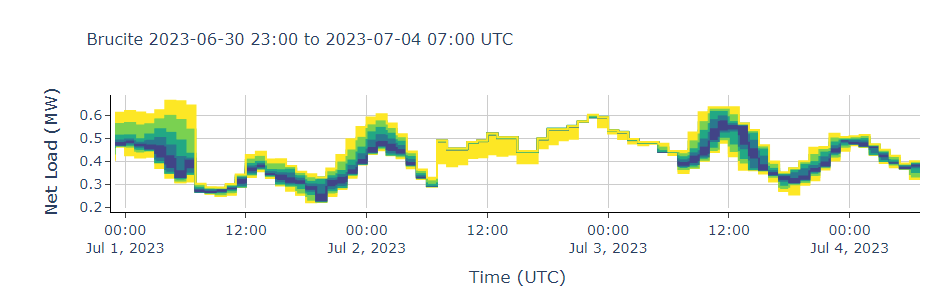 Brucite 2023-06-30 23:00 to 2023-07-04 07:00 UTC
Net Load (MW)
0.6
0.5
0.4
0.3
0.2
00:00 12:00 00:00 12:00 00:00 12:00 00:00
Jul 1, 2023 Jul 2, 2023 Jul 3, 2023 Jul 4, 2023
Time (UTC)